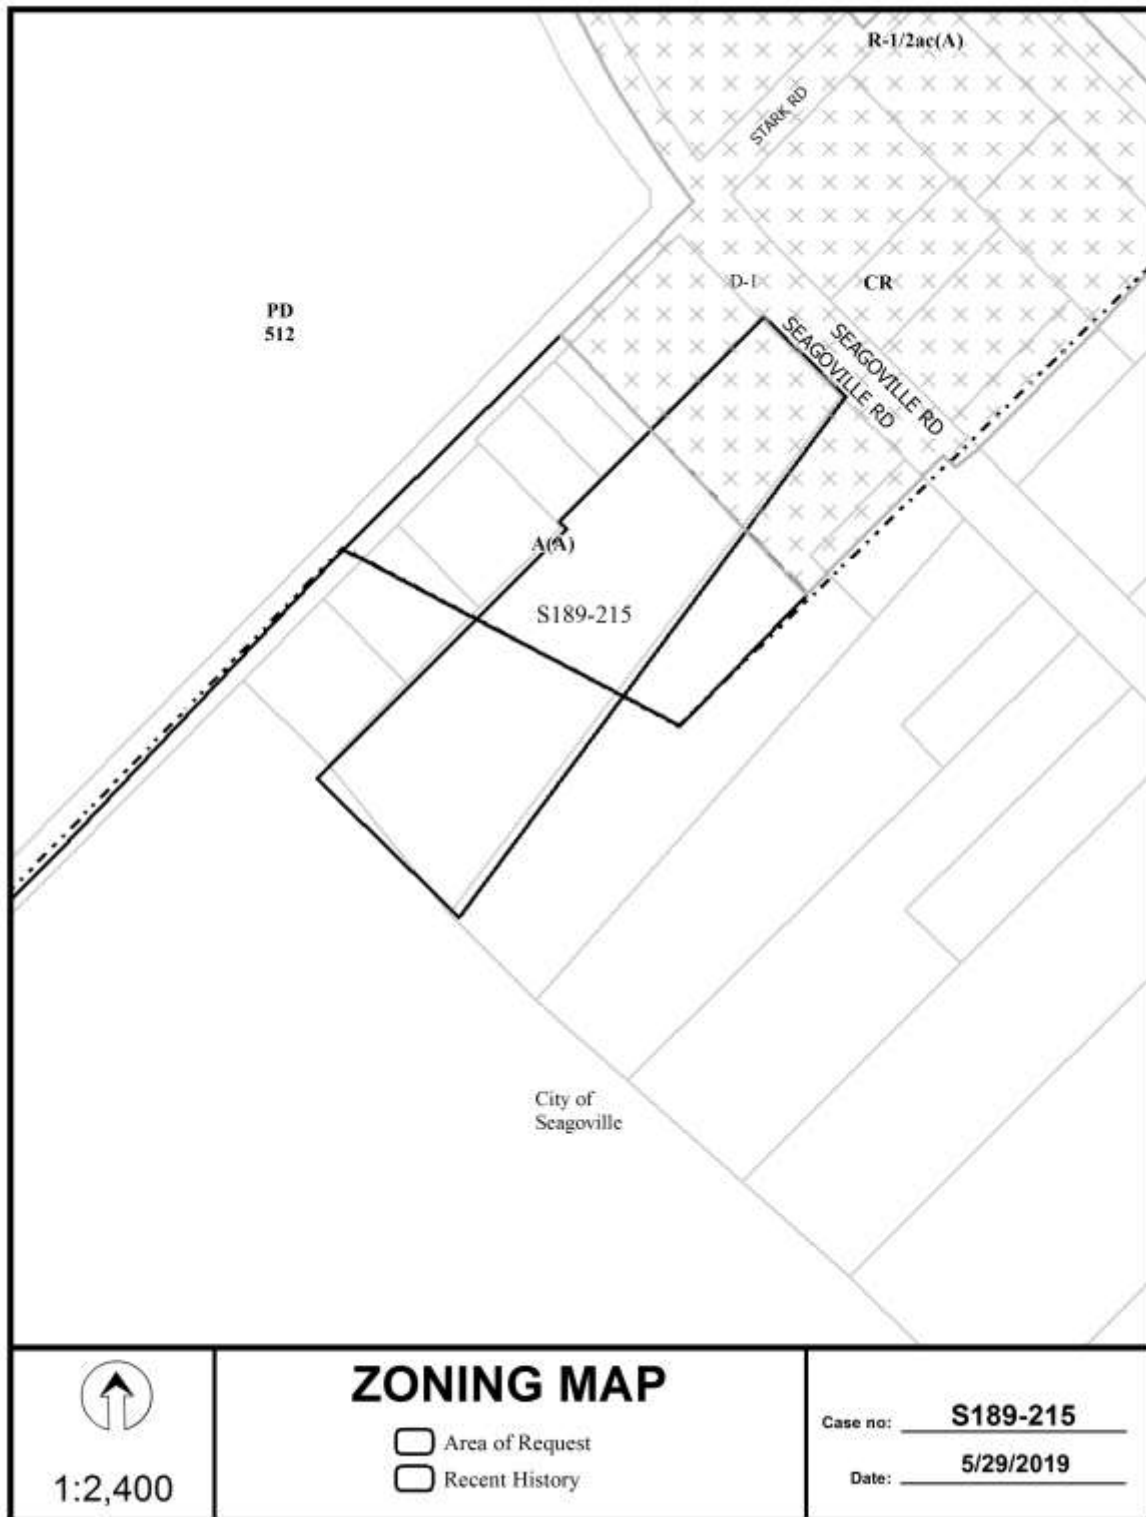 R-1/2ac(A)
STARK RD
D-1
CR
PD
512
SEAGOVILLE RD
SEAGOVILLE RD
A(A)
S189-215
City of
Seagoville
1:2,400
ZONING MAP
Area of Request
Recent History
Case no: S189-215
Date: 5/29/2019